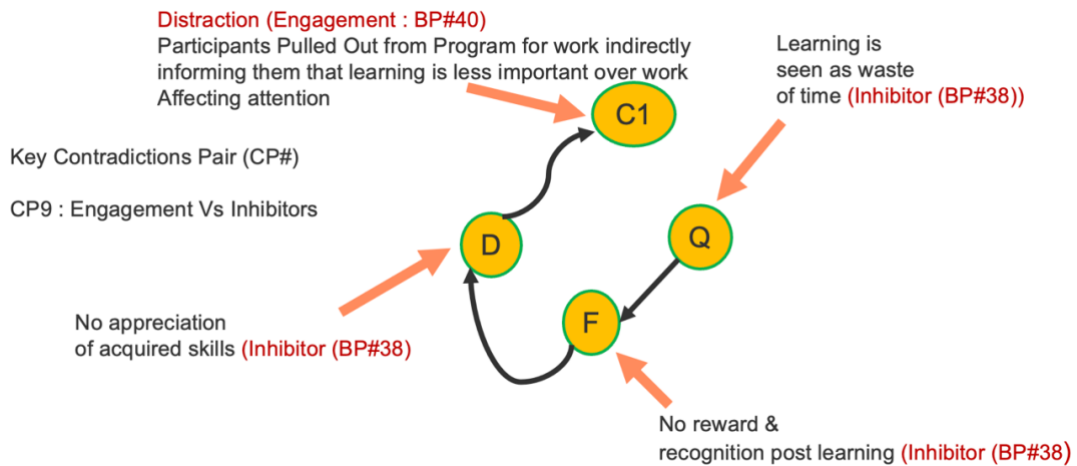 Distraction (Engagement : BP#40)
Participants Pulled Out from Program for work indirectly
informing them that learning is less important over work
Affecting attention
Learning is
seen as waste
of time (Inhibitor (BP#38))
C1
Key Contradictions Pair (CP#)
CP9 : Engagement Vs Inhibitors
D
Q
F
No appreciation
of acquired skills (Inhibitor (BP#38)
No reward &
recognition post learning (Inhibitor (BP#38)